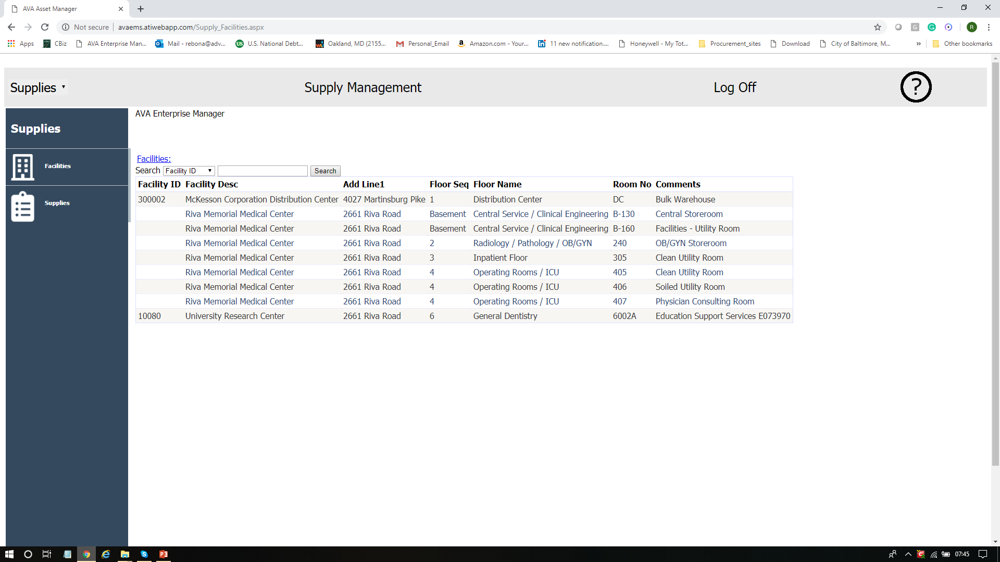 AVA Asset Manager
Not secure avaems.atiwebapp.com/Supply_Facilities.aspx
Apps CBiz AVA Enterprise Man... Mail - rebona@adv... U.S. National Debt... Oakland, MD (2155... Personal_Email Amazon.com - Your... 11 new notification.... Honeywell - My Tot... Procurement_sites Download City of Baltimore, M... » Other bookmarks
Supplies Supply Management Log Off ?
Supplies
Facilities
Supplies
AVA Enterprise Manager
Facilities:
Search Facility ID Search
Facility ID Facility Desc Add Line1 Floor Seq Floor Name Room No Comments
300002 McKesson Corporation Distribution Center 4027 Martinsburg Pike 1 Distribution Center DC Bulk Warehouse
Riva Memorial Medical Center 2661 Riva Road Basement Central Service / Clinical Engineering B-130 Central Storeroom
Riva Memorial Medical Center 2661 Riva Road Basement Central Service / Clinical Engineering B-160 Facilities - Utility Room
Riva Memorial Medical Center 2661 Riva Road 2 Radiology / Pathology / OB/GYN 240 OB/GYN Storeroom
Riva Memorial Medical Center 2661 Riva Road 3 Inpatient Floor 305 Clean Utility Room
Riva Memorial Medical Center 2661 Riva Road 4 Operating Rooms / ICU 405 Clean Utility Room
Riva Memorial Medical Center 2661 Riva Road 4 Operating Rooms / ICU 406 Soiled Utility Room
Riva Memorial Medical Center 2661 Riva Road 4 Operating Rooms / ICU 407 Physician Consulting Room
10080 University Research Center 2661 Riva Road 6 General Dentistry 6002A Education Support Services E073970
07:45